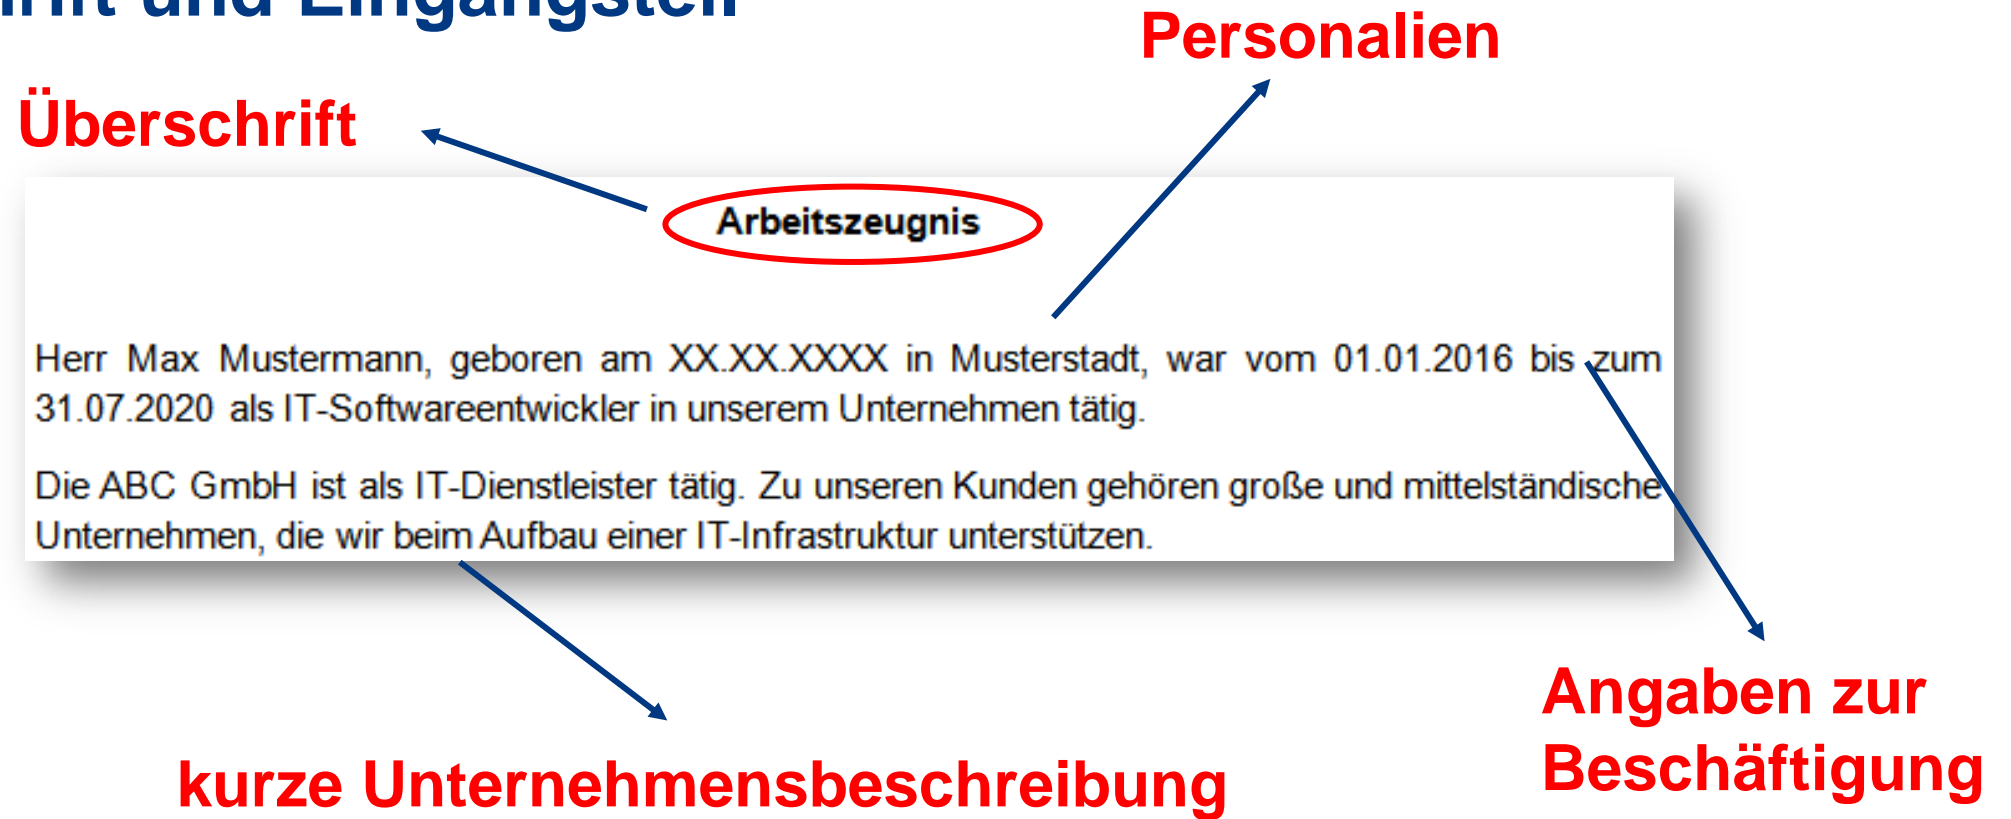 und Eingangsteil
Personalien
Überschrift
Arbeitszeugnis
Herr Max Mustermann, geboren am XX.XX.XXXX in Musterstadt, war vom 01.01.2016 bis zum
31.07.2020 als IT-Softwareentwickler in unserem Unternehmen tätig.
Die ABC GmbH ist als IT-Dienstleister tätig. Zu unseren Kunden gehören große und mittelständische
Unternehmen, die wir beim Aufbau einer IT-Infrastruktur unterstützen.
Angaben zur
Beschäftigung
kurze Unternehmensbeschreibung